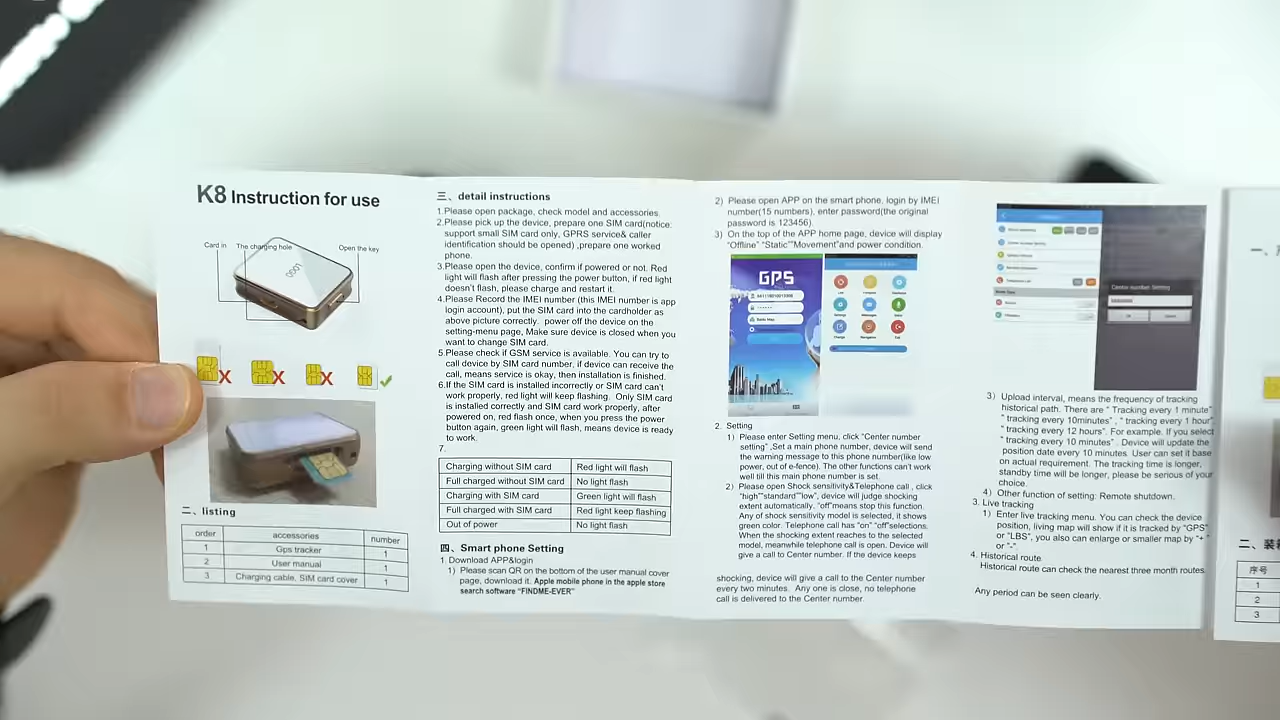 K8 Instruction for use
Card in The charging hole Open the key
二、listing
order accessories number
1 Gps tracker 1
2 User manual 1
3 Charging cable, SIM card cover 1
三、detail instructions
1.Please open package, check model and accessories.
2.Please pick up the device, prepare one SIM card(notice:
support small SIM card only, GPRS service& caller
identification should be opened) ,prepare one worked
phone.
3.Please open the device, confirm if powered or not. Red
light will flash after pressing the power button, if red light
doesn't flash, please charge and restart it.
4.Please Record the IMEI number (this IMEI number is app
login account), put the SIM card into the cardholder as
above picture correctly, power off the device on the
setting-menu page, Make sure device is closed when you
want to change SIM card.
5.Please check if GSM service is available. You can try to
call device by SIM card number, if device can receive the
call, means service is okay, then installation is finished.
6.If the SIM card is installed incorrectly or SIM card can't
work properly, red light will keep flashing. Only SIM card
is installed correctly and SIM card work properly, after
powered on, red flash once, when you press the power
button again, green light will flash, means device is ready
to work.
7.
Charging without SIM card Red light will flash
Full charged without SIM card No light flash
Charging with SIM card Green light will flash
Full charged with SIM card Red light keep flashing
Out of power No light flash
四、Smart phone Setting
1 Download APP&login
1) Please scan QR on the bottom of the user manual cover
page, download it. Apple mobile phone in the apple store
search software "FINDME-EVER"
2) Please open APP on the smart phone, login by IMEI
number(15 numbers), enter password(the original
password is 123456).
3) On the top of the APP home page, device will display
"Offline" "Static""Movement"and power condition.
GPS
2. Setting
1) Please enter Setting menu, click "Center number
setting" .Set a main phone number, device will send
the warning message to this phone number(like low
power, out of e-fence). The other functions can't work
well till this main phone number is set.
2) Please open Shock sensitivity&Telephone call , click
"high""standard""low", device will judge shocking
extent automatically. "off"means stop this function.
Any of shock sensitivity model is selected, it shows
green color. Telephone call has "on" "off"selections.
When the shocking extent reaches to the selected
model, meanwhile telephone call is open. Device will
give a call to Center number. If the device keeps
shocking, device will give a call to the Center number
every two minutes. Any one is close, no telephone
call is delivered to the Center number.
Center number Setting
3) Upload interval, means the frequency of tracking
historical path. There are " Tracking every 1 minute"
" tracking every 10minutes" , " tracking every 1 hour"
" tracking every 12 hours". For example. If you select
" tracking every 10 minutes" . Device will update the
position date every 10 minutes. User can set it base
on actual requirement. The tracking time is longer,
standby time will be longer, please be serious of your
choice.
4) Other function of setting: Remote shutdown.
3. Live tracking
1) Enter live tracking menu. You can check the device
position, living map will show if it is tracked by "GPS"
or "LBS", you also can enlarge or smaller map by "+ "
or "-".
4. Historical route
Historical route can check the nearest three month routes.
Any period can be seen clearly.
一、
二、装箱
序号
1
2
3